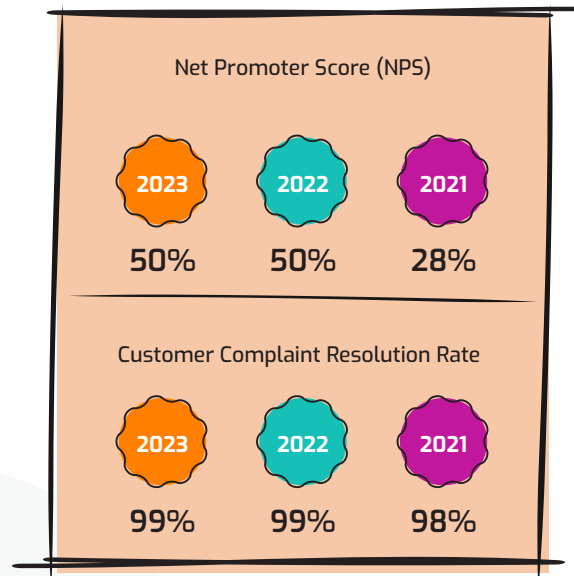 Net Promoter Score (NPS)
2023 2022 2021
50% 50% 28%
Customer Complaint Resolution Rate
2023 2022 2021
99% 99% 98%